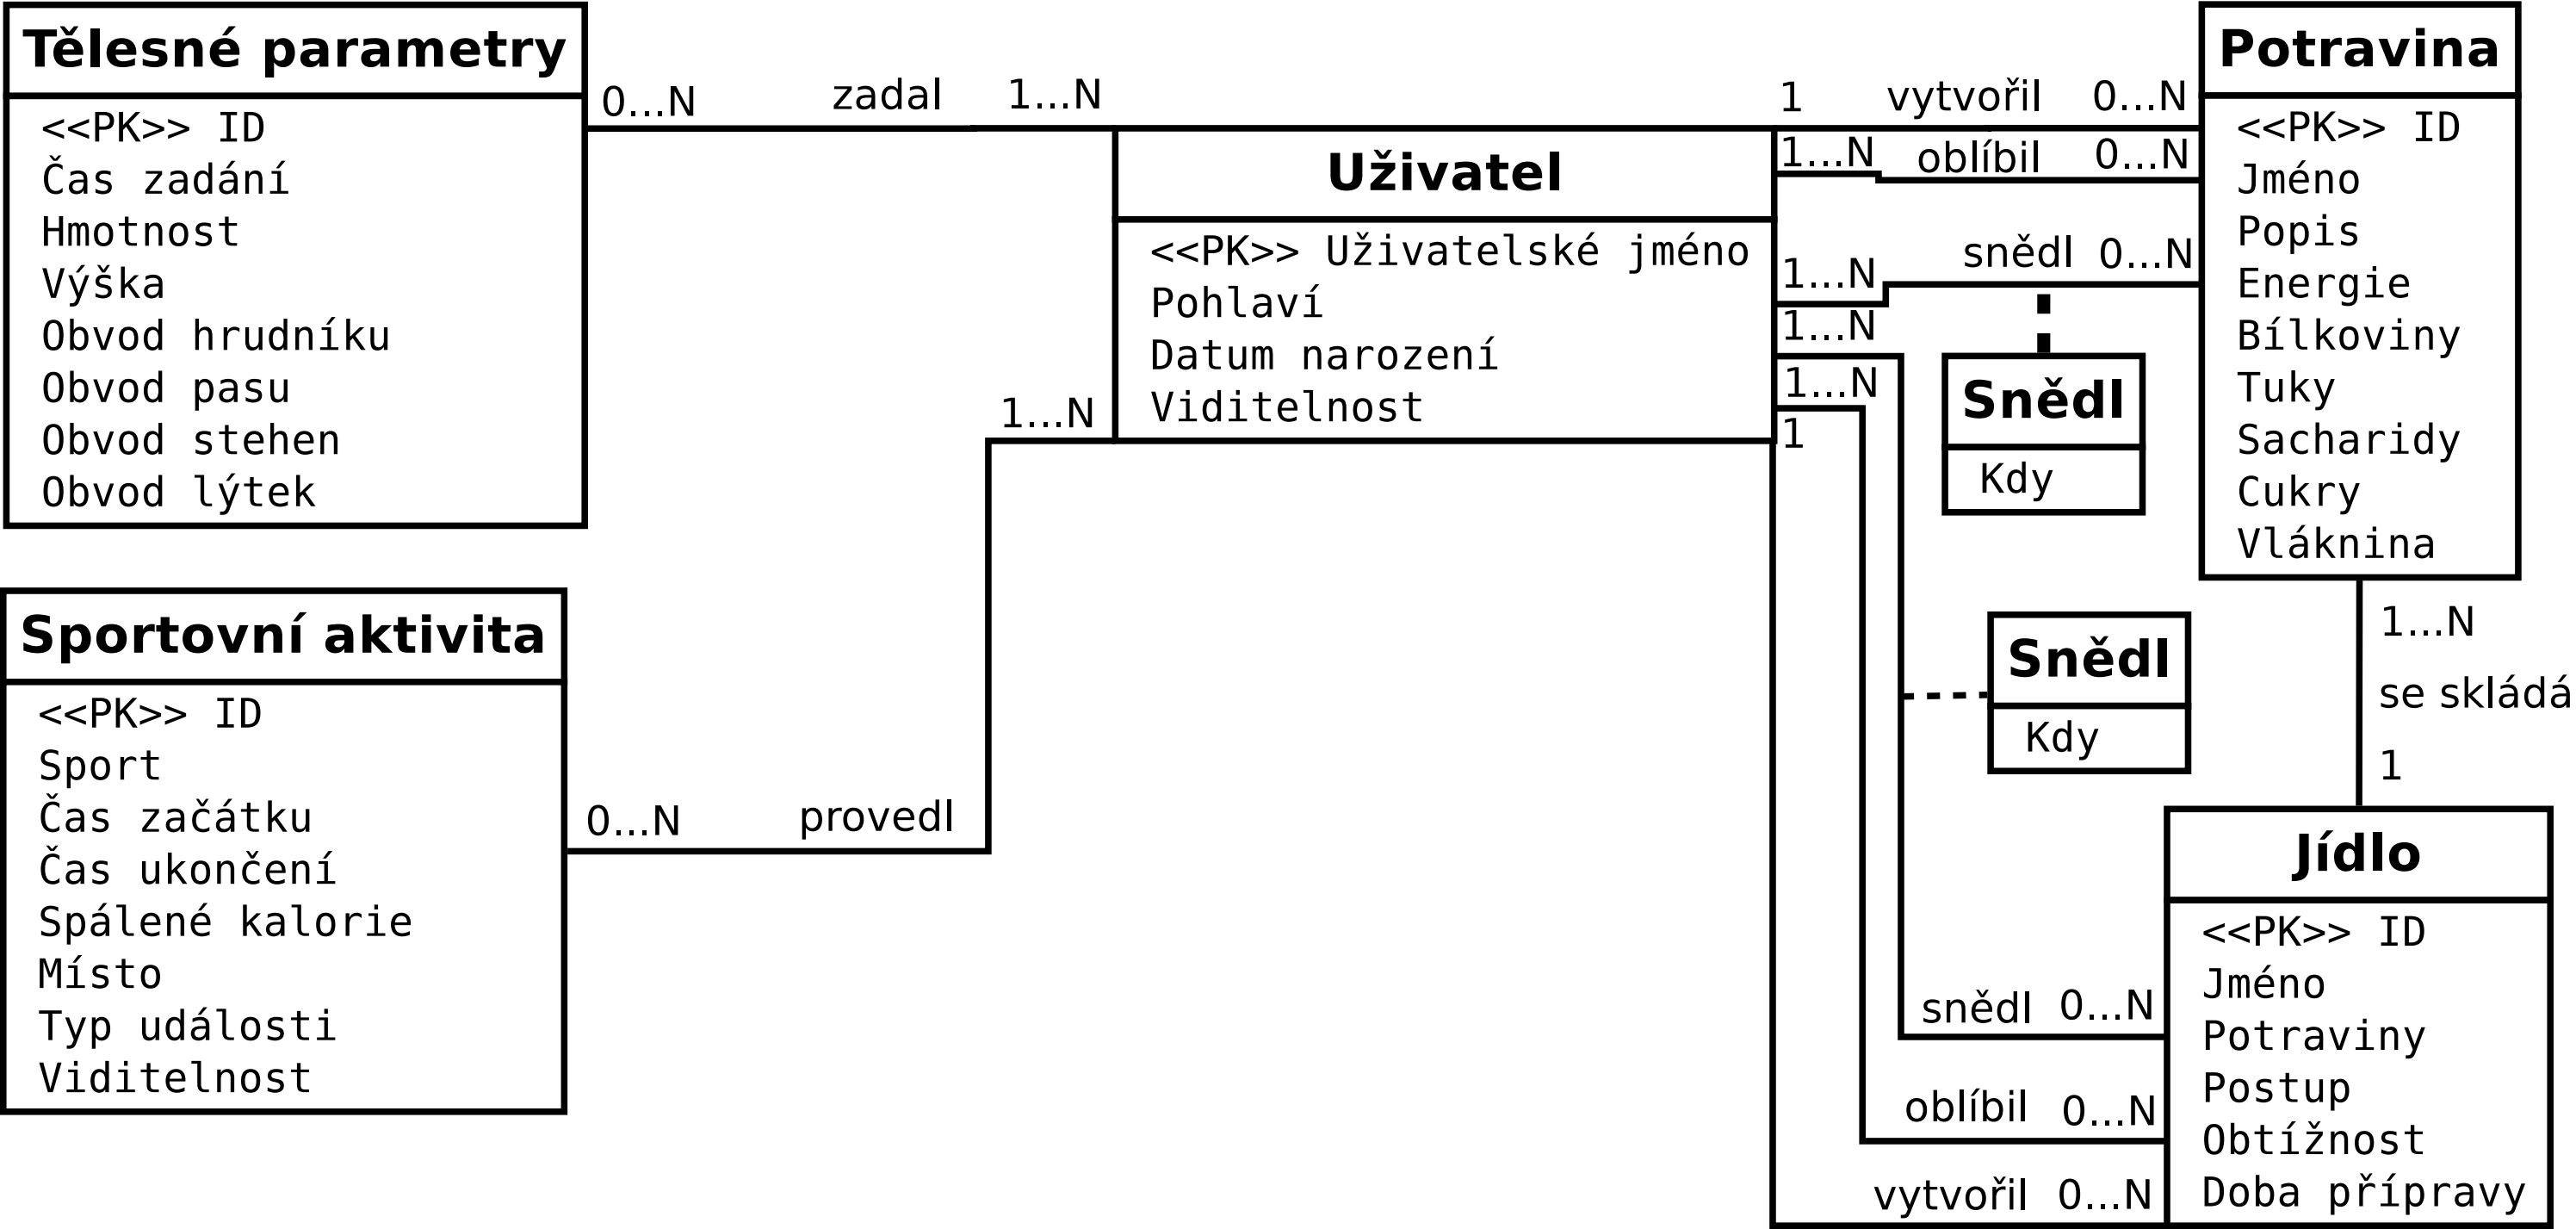 Tělesné parametry
<<PK>> ID
Čas zadání
Hmotnost
Výška
Obvod hrudníku
Obvod pasu
Obvod stehen
Obvod lýtek
0...N
zadal
1...N
Uživatel
<<PK>> Uživatelské jméno
Pohlaví
Datum narození
Viditelnost
1
vytvořil
0...N
1...N
oblíbil
0...N
1...N
snědl
0...N
1...N
1...N
1
Snědl
Kdy
Potravina
<<PK>> ID
Jméno
Popis
Energie
Bílkoviny
Tuky
Sacharidy
Cukry
Vláknina
1...N
se skládá
1
Sportovní aktivita
<<PK>> ID
Sport
Čas začátku
Čas ukončení
Spálené kalorie
Místo
Typ události
Viditelnost
0...N
provedl
1...N
Snědl
Kdy
snědl
0...N
oblíbil
0...N
vytvořil
0...N
Jídlo
<<PK>> ID
Jméno
Potraviny
Postup
Obtížnost
Doba přípravy